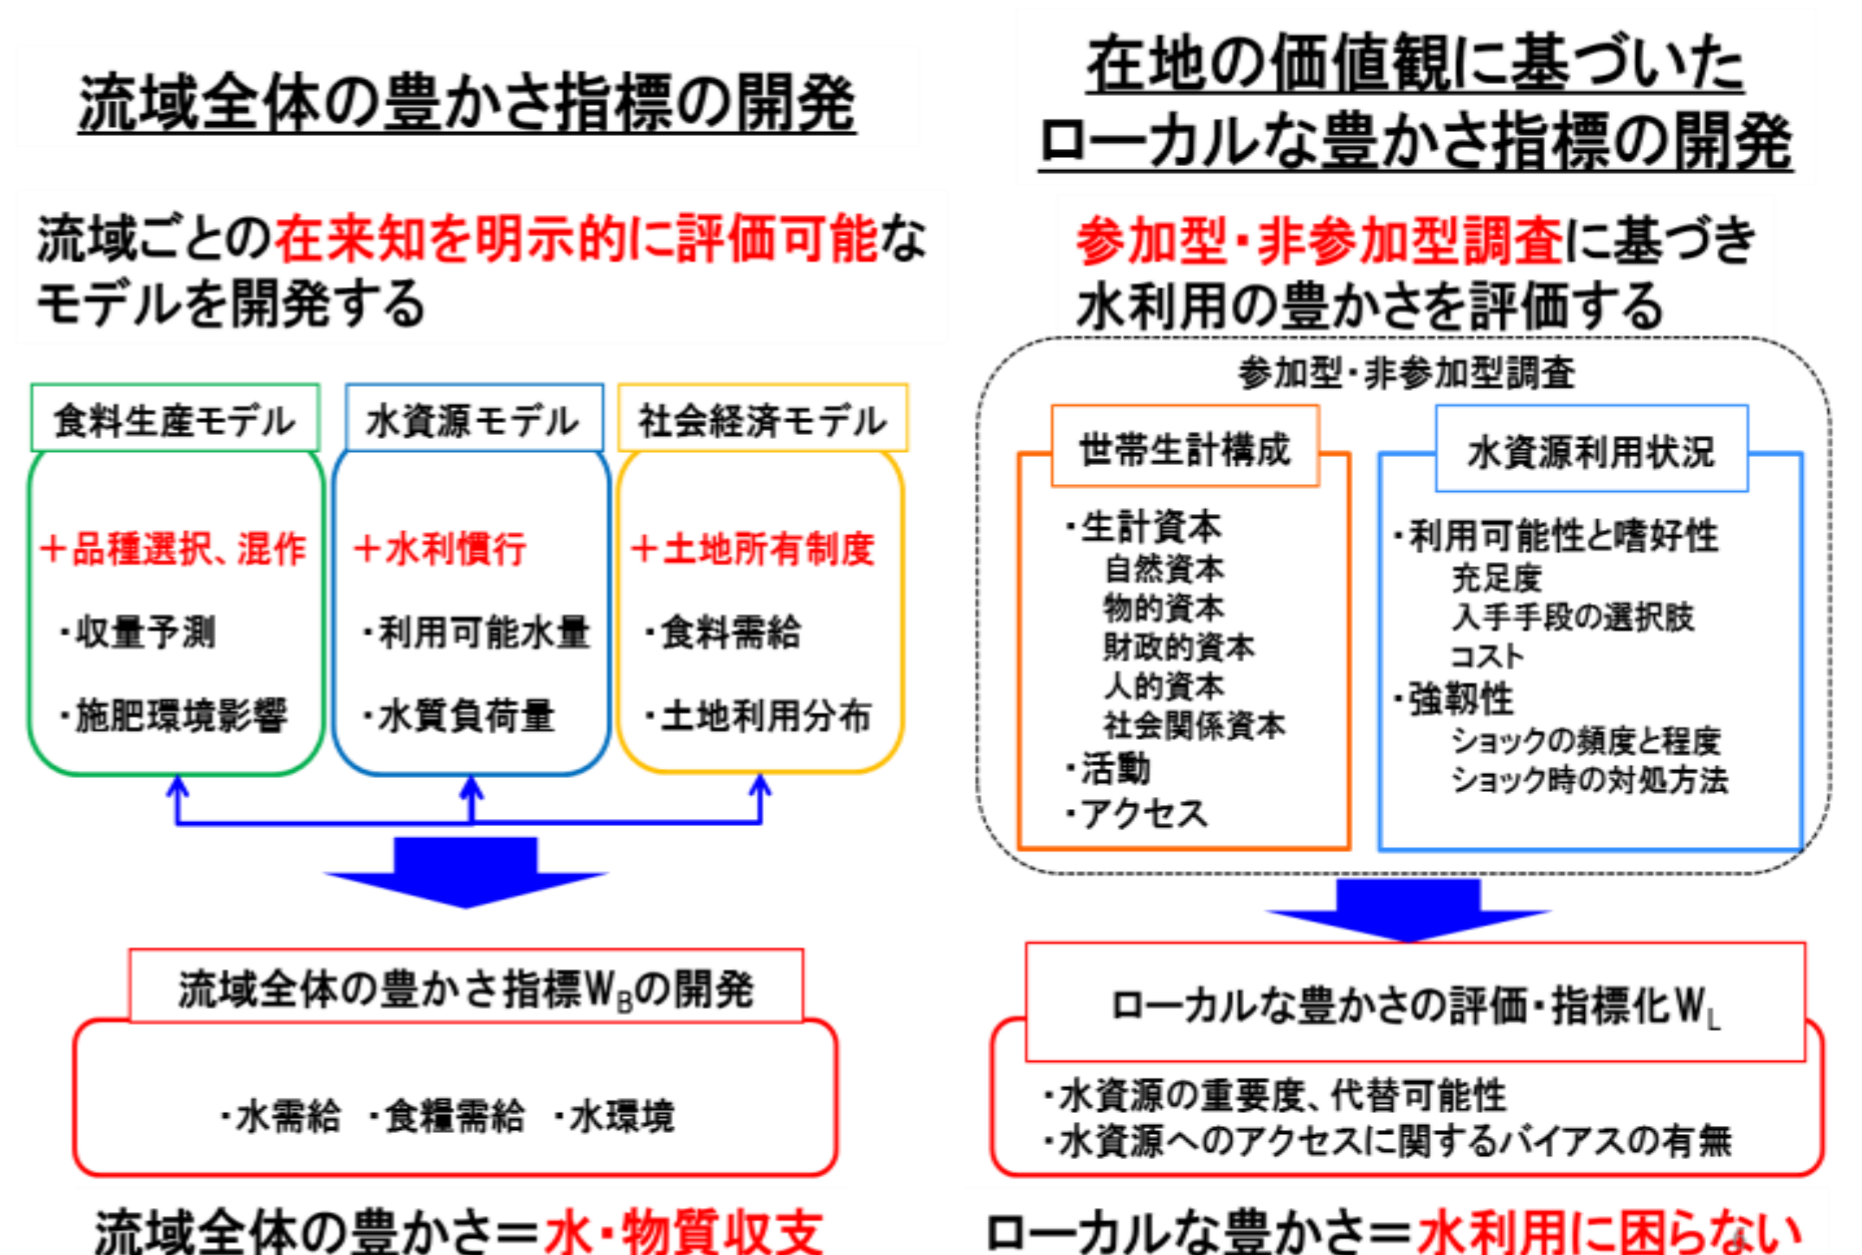 流域全体の豊かさ指標の開発
流域ごとの在来知を明示的に評価可能な
モデルを開発する
食料生産モデル
+品種選択、混作
・収量予測
・施肥環境影響
水資源モデル
+水利慣行
・利用可能水量
・水質負荷量
社会経済モデル
+土地所有制度
・食料需給
・土地利用分布
流域全体の豊かさ指標WBの開発
・水需給 ・食糧需給 ・水環境
流域全体の豊かさ=水・物質収支
在地の価値観に基づいた
ローカルな豊かさ指標の開発
参加型・非参加型調査に基づき
水利用の豊かさを評価する
参加型・非参加型調査
世帯生計構成
・生計資本
自然資本
物的資本
財政的資本
人的資本
社会関係資本
・活動
・アクセス
水資源利用状況
・利用可能性と嗜好性
充足度
入手手段の選択肢
コスト
・強靱性
ショックの頻度と程度
ショック時の対処方法
ローカルな豊かさの評価・指標化WL
・水資源の重要度、代替可能性
・水資源へのアクセスに関するバイアスの有無
ローカルな豊かさ=水利用に困らない